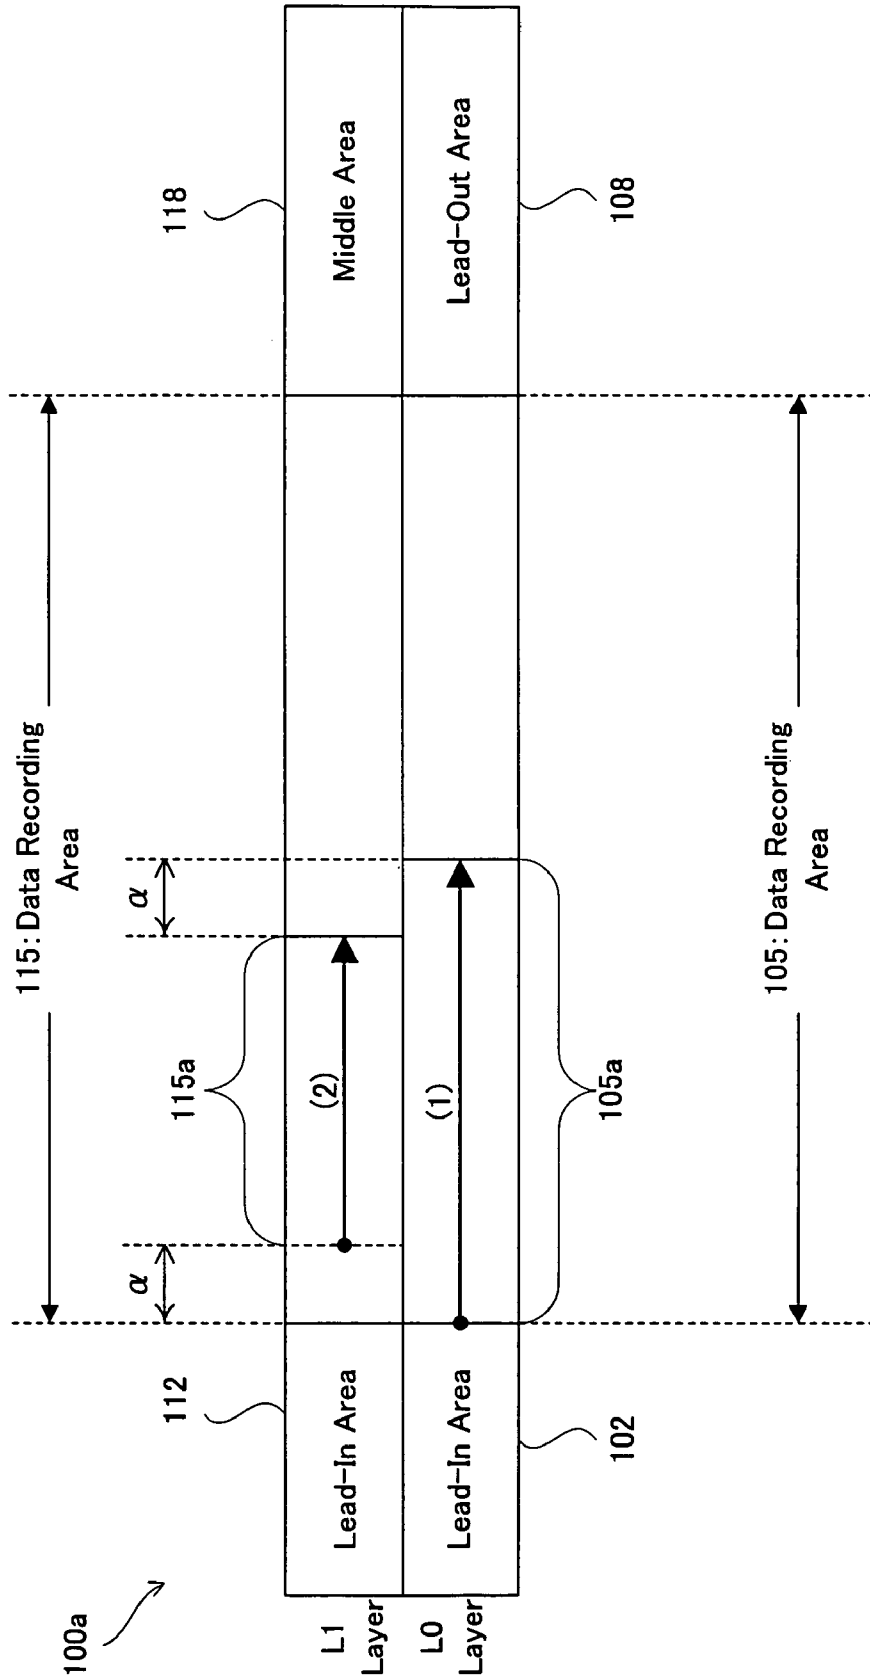 100a
115: Data Recording
Area
α
α
112
115a
118
L1
Layer
Lead-In Area
(2)
Middle Area
L0
Layer
Lead-In Area
(1)
Lead-Out Area
102
105a
108
105: Data Recording
Area